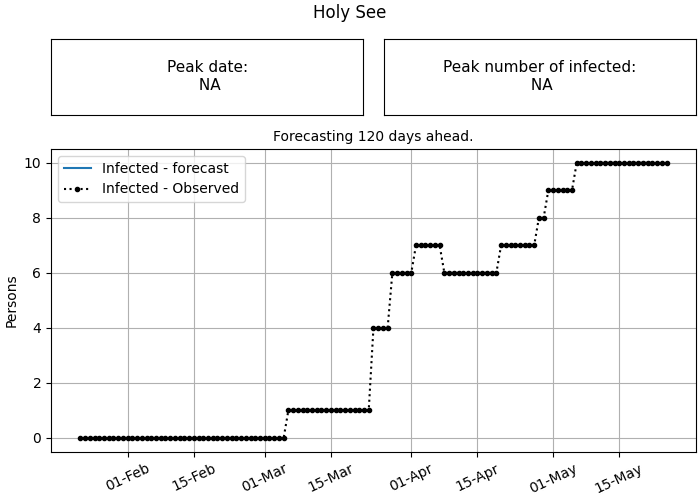 Holy See
Peak date:
NA
Peak number of infected:
NA
Forecasting 120 days ahead.
Infected - forecast
Infected - Observed
Persons
10
8
6
4
2
0
01-Feb
15-Feb
01-Mar
15-Mar
01-Apr
15-Apr
01-May
15-May